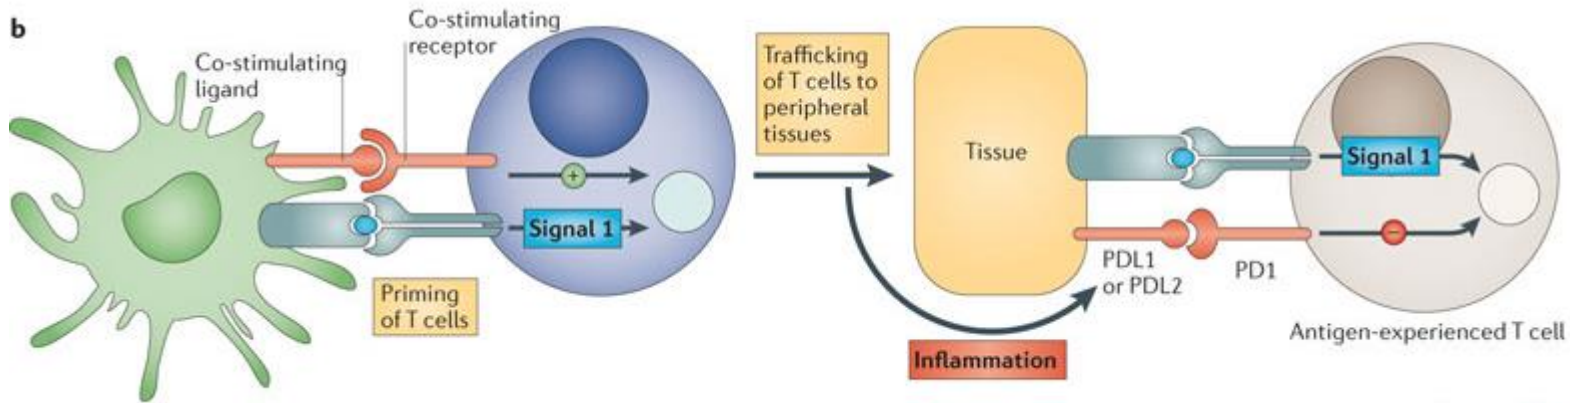 b
Co-stimulating
ligand
Co-stimulating
receptor
+
Signal 1
Priming
of T cells
Trafficking
of T cells to
peripheral
tissues
Inflammation
Tissue
Signal 1
−
PDL1
or PDL2
PD1
Antigen-experienced T cell